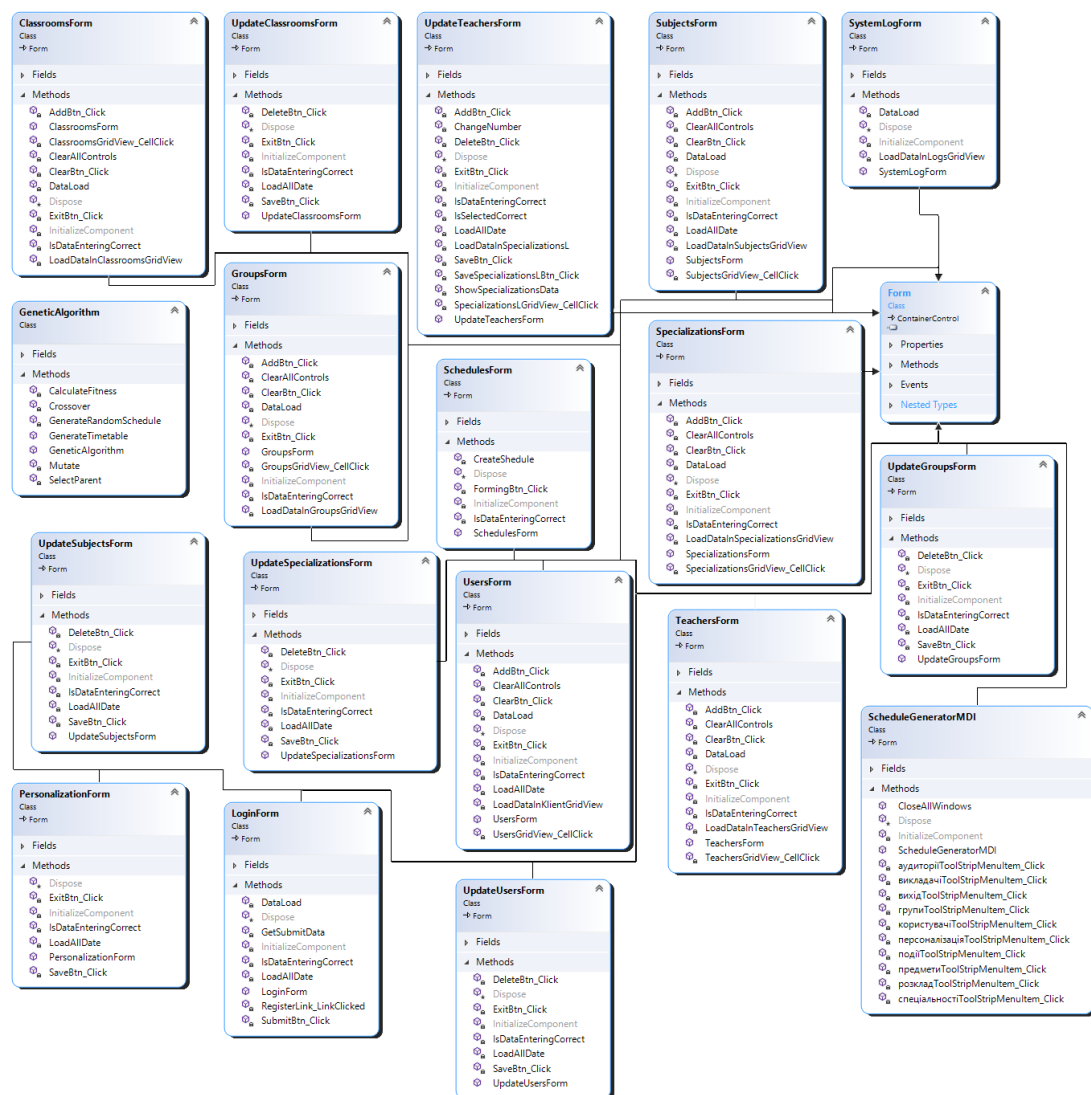 ClassroomsForm
Class
Form
Fields
Methods
AddBtn_Click
ClassroomsForm
ClassroomsGridView_CellClick
ClearAllControls
ClearBtn_Click
DataLoad
Dispose
ExitBtn_Click
InitializeComponent
IsDataEnteringCorrect
LoadDataInClassroomsGridView
UpdateClassroomsForm
Class
Form
Fields
Methods
DeleteBtn_Click
Dispose
ExitBtn_Click
InitializeComponent
IsDataEnteringCorrect
LoadAllDate
SaveBtn_Click
UpdateClassroomsForm
UpdateTeachersForm
Class
Form
Fields
Methods
AddBtn_Click
ChangeNumber
DeleteBtn_Click
Dispose
ExitBtn_Click
InitializeComponent
IsDataEnteringCorrect
IsSelectedCorrect
LoadAllDate
LoadDataInSpecializationsL
SaveBtn_Click
SaveSpecializationsLBtn_Click
ShowSpecializationsData
SpecializationsLGridView_CellClick
UpdateTeachersForm
SubjectsForm
Class
Form
Fields
Methods
AddBtn_Click
ClearAllControls
ClearBtn_Click
DataLoad
Dispose
ExitBtn_Click
InitializeComponent
IsDataEnteringCorrect
LoadAllDate
LoadDataInSubjectsGridView
SubjectsForm
SubjectsGridView_CellClick
SystemLogForm
Class
Form
Fields
Methods
DataLoad
Dispose
InitializeComponent
LoadDataInLogsGridView
SystemLogForm
GeneticAlgorithm
Class
Fields
Methods
CalculateFitness
Crossover
GenerateRandomSchedule
GenerateTimetable
GeneticAlgorithm
Mutate
SelectParent
GroupsForm
Class
Form
Fields
Methods
AddBtn_Click
ClearAllControls
ClearBtn_Click
DataLoad
Dispose
ExitBtn_Click
GroupsForm
GroupsGridView_CellClick
InitializeComponent
IsDataEnteringCorrect
LoadDataInGroupsGridView
SchedulesForm
Class
Form
Fields
Methods
CreateShedule
Dispose
FormingBtn_Click
InitializeComponent
IsDataEnteringCorrect
SchedulesForm
SpecializationsForm
Class
Form
Fields
Methods
AddBtn_Click
ClearAllControls
ClearBtn_Click
DataLoad
Dispose
ExitBtn_Click
InitializeComponent
IsDataEnteringCorrect
LoadDataInSpecializationsGridView
SpecializationsForm
SpecializationsGridView_CellClick
Form
Class
ContainerControl
Properties
Methods
Events
Nested Types
UpdateGroupsForm
Class
Form
Fields
Methods
DeleteBtn_Click
Dispose
ExitBtn_Click
InitializeComponent
IsDataEnteringCorrect
LoadAllDate
SaveBtn_Click
UpdateGroupsForm
UpdateSubjectsForm
Class
Form
Fields
Methods
DeleteBtn_Click
Dispose
ExitBtn_Click
InitializeComponent
IsDataEnteringCorrect
LoadAllDate
SaveBtn_Click
UpdateSubjectsForm
UpdateSpecializationsForm
Class
Form
Fields
Methods
DeleteBtn_Click
Dispose
ExitBtn_Click
InitializeComponent
IsDataEnteringCorrect
LoadAllDate
SaveBtn_Click
UpdateSpecializationsForm
UsersForm
Class
Form
Fields
Methods
AddBtn_Click
ClearAllControls
ClearBtn_Click
DataLoad
Dispose
ExitBtn_Click
InitializeComponent
IsDataEnteringCorrect
LoadAllDate
LoadDataInKlientGridView
UsersForm
UsersGridView_CellClick
TeachersForm
Class
Form
Fields
Methods
AddBtn_Click
ClearAllControls
ClearBtn_Click
DataLoad
Dispose
ExitBtn_Click
InitializeComponent
IsDataEnteringCorrect
LoadDataInTeachersGridView
TeachersForm
TeachersGridView_CellClick
ScheduleGeneratorMDI
Class
Form
Fields
Methods
CloseAllWindows
Dispose
InitializeComponent
ScheduleGeneratorMDI
аудиторіїToolStripMenuItem_Click
викладачіToolStripMenuItem_Click
вихідToolStripMenuItem_Click
групиToolStripMenuItem_Click
користувачіToolStripMenuItem_Click
персоналізаціяToolStripMenuItem_Click
подіїToolStripMenuItem_Click
предметиToolStripMenuItem_Click
розкладToolStripMenuItem_Click
спеціальностіToolStripMenuItem_Click
PersonalizationForm
Class
Form
Fields
Methods
Dispose
ExitBtn_Click
InitializeComponent
IsDataEnteringCorrect
LoadAllDate
PersonalizationForm
SaveBtn_Click
LoginForm
Class
Form
Fields
Methods
DataLoad
Dispose
GetSubmitData
InitializeComponent
IsDataEnteringCorrect
LoadAllDate
LoginForm
RegisterLink_LinkClicked
SubmitBtn_Click
UpdateUsersForm
Class
Form
Fields
Methods
DeleteBtn_Click
Dispose
ExitBtn_Click
InitializeComponent
IsDataEnteringCorrect
LoadAllDate
SaveBtn_Click
UpdateUsersForm